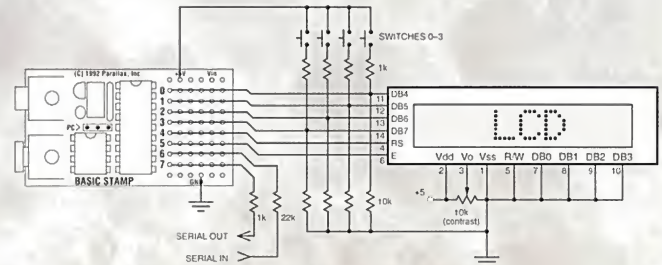 (C) 1992 Parallax, Inc.
+5V
Vin
SWITCHES 0–3
1k
0
1
2
3
4
5
6
7
PC>
BASIC STAMP
GND
DB4
11
DB5
12
DB6
13
DB7
14
RS
4
E
6
LCD
Vdd Vo Vss R/W DB0 DB1 DB2 DB3
2 3 1 5 7 8 9 10
+5
10k
(contrast)
1k
22k
10k
SERIAL OUT
SERIAL IN